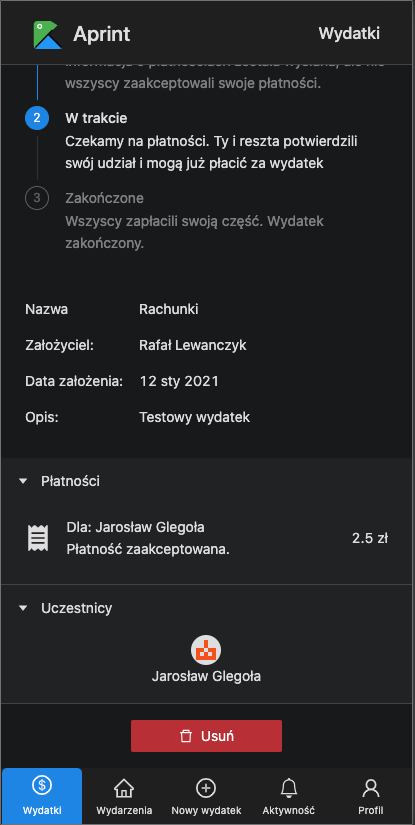 Aprint
Wydatki
wszyscy zaakceptowali swoje płatności.
2
W trakcie
Czekamy na płatności. Ty i reszta potwierdzili
swój udział i mogą już płacić za wydatek
3
Zakończone
Wszyscy zapłacili swoją część. Wydatek
zakończony.
Nazwa Rachunki
Założyciel: Rafał Lewanczyk
Data założenia: 12 sty 2021
Opis: Testowy wydatek
Płatności
Dla: Jarosław Glegoła
Płatność zaakceptowana.
2.5 zł
Uczestnicy
Jarosław Glegoła
Usuń
Wydatki
Wydarzenia
Nowy wydatek
Aktywność
Profil